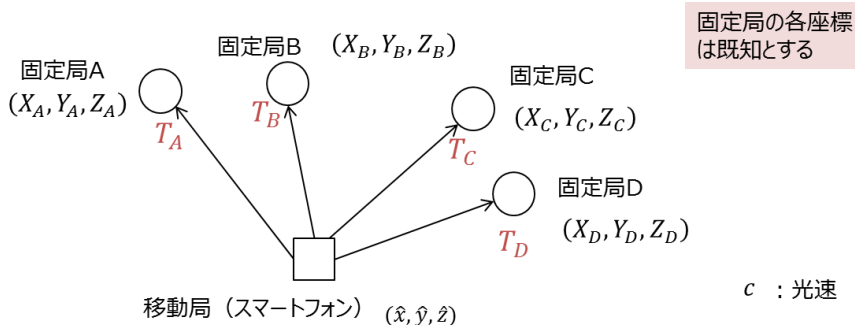 固定局の各座標
は既知とする
固定局B
(X_B, Y_B, Z_B)
固定局A
(X_A, Y_A, Z_A)
固定局C
(X_C, Y_C, Z_C)
T_A
T_B
T_C
固定局D
(X_D, Y_D, Z_D)
T_D
移動局(スマートフォン) (x̂, ŷ, ẑ)
c :光速